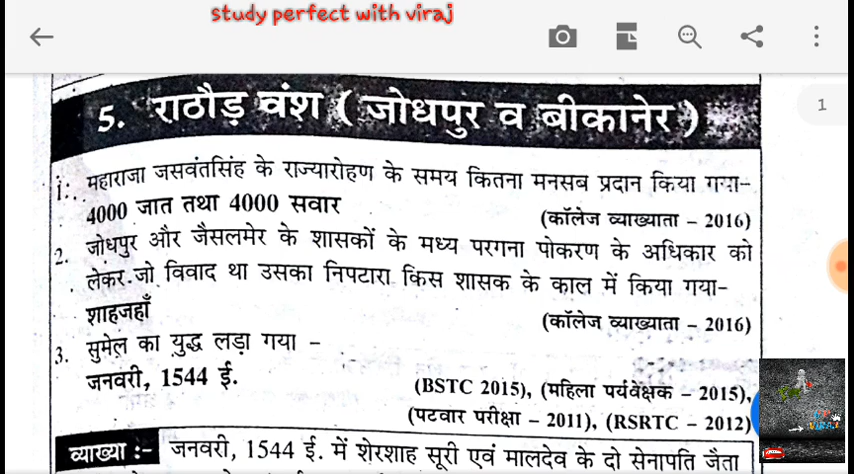 study perfect with viraj
1
5. राठौड़ वंश ( जोधपुर व बीकानेर )
1. महाराजा जसवंतसिंह के राज्यारोहण के समय कितना मनसब प्रदान किया गया-
4000 जात तथा 4000 सवार (कॉलेज व्याख्याता - 2016)
2. जोधपुर और जैसलमेर के शासकों के मध्य परगना पोकरण के अधिकार को
लेकर जो विवाद था उसका निपटारा किस शासक के काल में किया गया-
शाहजहाँ (कॉलेज व्याख्याता - 2016)
3. सुमेल का युद्ध लड़ा गया -
जनवरी, 1544 ई. (BSTC 2015), (महिला पर्यवेक्षक - 2015),
(पटवार परीक्षा - 2011), (RSRTC - 2012)
व्याख्या :- जनवरी, 1544 ई. में शेरशाह सूरी एवं मालदेव के दो सेनापति जैता